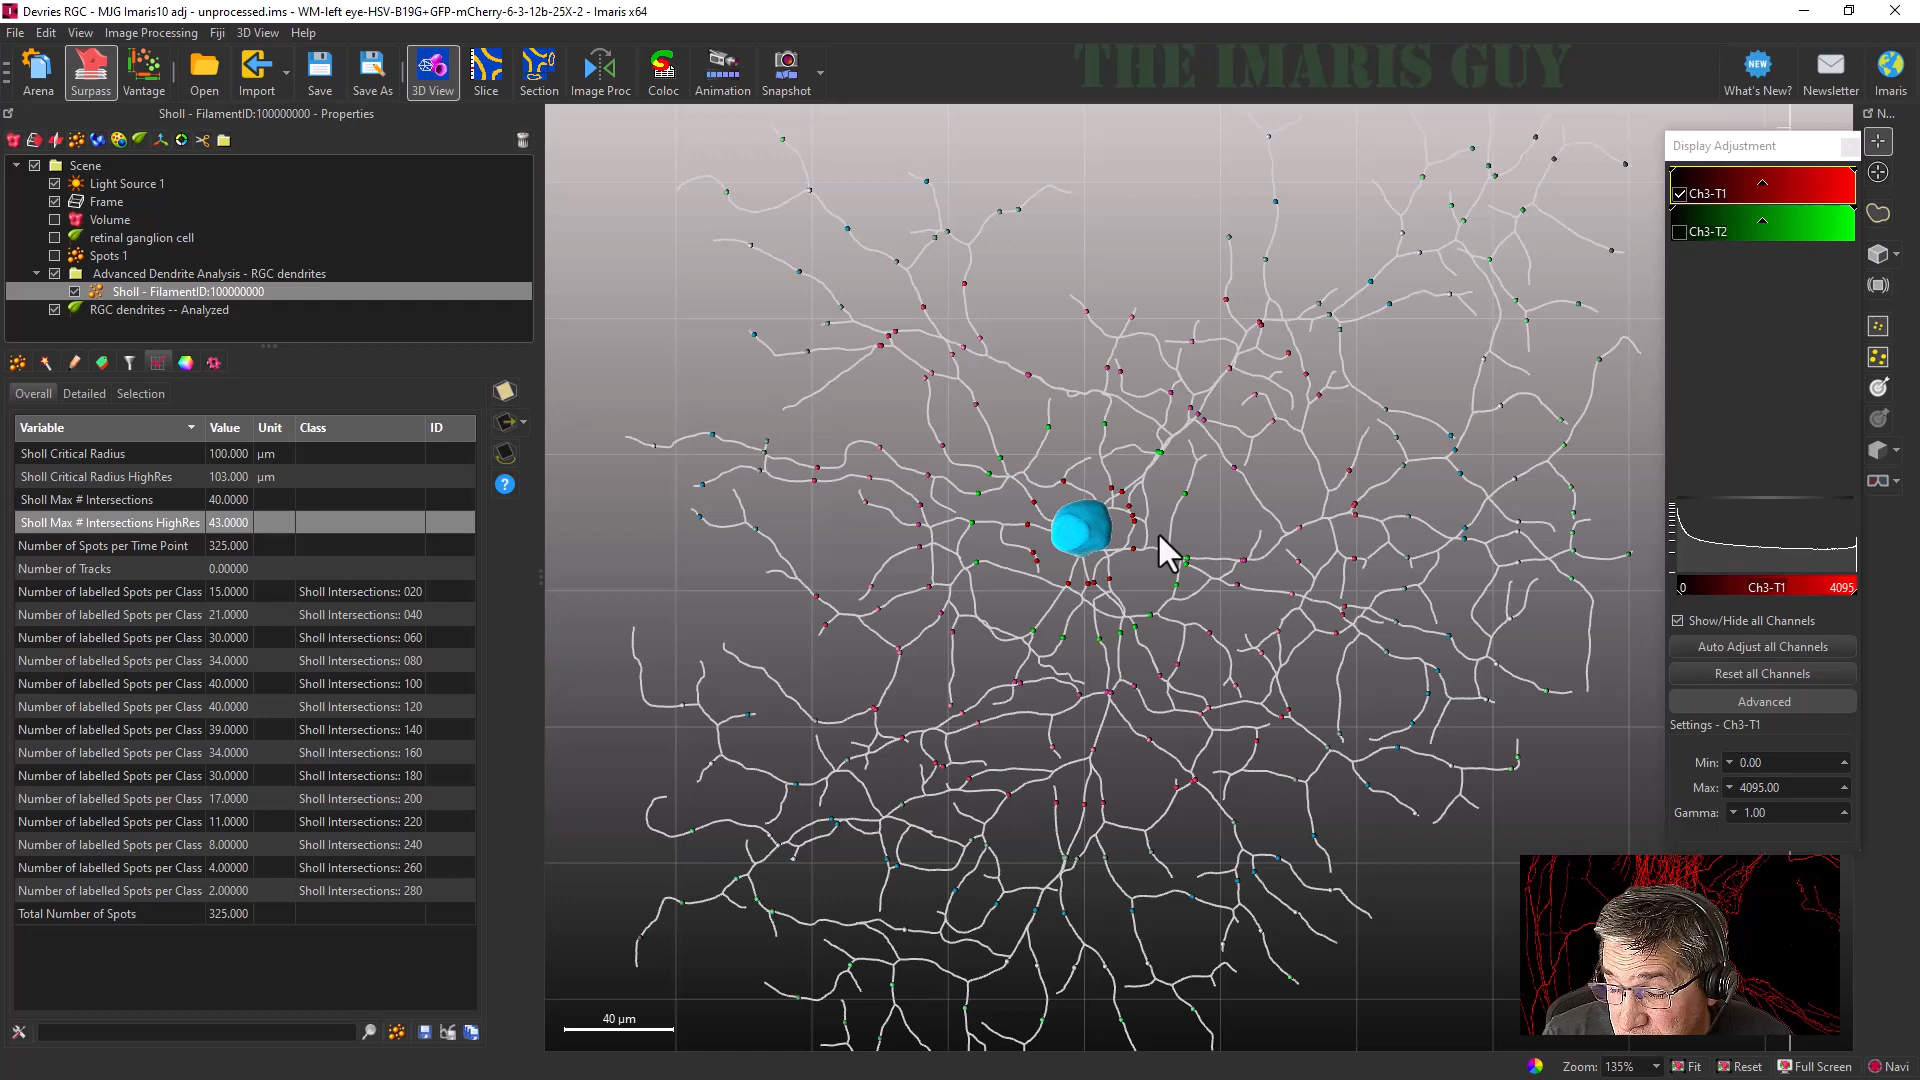 Devries RGC - MJG Imaris10 adj - unprocessed.ims - WM-left eye-HSV-B19G+GFP-mCherry-6-3-12b-25X-2 - Imaris x64
File Edit View Image Processing Fiji 3D View Help
THE IMARIS GUY
Arena Surpass Vantage Open Import Save Save As 3D View Slice Section Image Proc Coloc Animation Snapshot What's New? Newsletter Imaris
NEW
Sholl - FilamentID:100000000 - Properties
N...
Scene
Light Source 1
Frame
Volume
retinal ganglion cell
Spots 1
Advanced Dendrite Analysis - RGC dendrites
Sholl - FilamentID:100000000
RGC dendrites -- Analyzed
Overall Detailed Selection
Variable Value Unit Class ID
Sholl Critical Radius 100.000 µm
Sholl Critical Radius HighRes 103.000 µm
Sholl Max # Intersections 40.0000
Sholl Max # Intersections HighRes 43.0000
Number of Spots per Time Point 325.000
Number of Tracks 0.00000
Number of labelled Spots per Class 15.0000 Sholl Intersections:: 020
Number of labelled Spots per Class 21.0000 Sholl Intersections:: 040
Number of labelled Spots per Class 30.0000 Sholl Intersections:: 060
Number of labelled Spots per Class 34.0000 Sholl Intersections:: 080
Number of labelled Spots per Class 40.0000 Sholl Intersections:: 100
Number of labelled Spots per Class 40.0000 Sholl Intersections:: 120
Number of labelled Spots per Class 39.0000 Sholl Intersections:: 140
Number of labelled Spots per Class 34.0000 Sholl Intersections:: 160
Number of labelled Spots per Class 30.0000 Sholl Intersections:: 180
Number of labelled Spots per Class 17.0000 Sholl Intersections:: 200
Number of labelled Spots per Class 11.0000 Sholl Intersections:: 220
Number of labelled Spots per Class 8.00000 Sholl Intersections:: 240
Number of labelled Spots per Class 4.00000 Sholl Intersections:: 260
Number of labelled Spots per Class 2.00000 Sholl Intersections:: 280
Total Number of Spots 325.000
40 µm
Display Adjustment
Ch3-T1
Ch3-T2
0 Ch3-T1 4095
Show/Hide all Channels
Auto Adjust all Channels
Reset all Channels
Advanced
Settings - Ch3-T1
Min: 0.00
Max: 4095.00
Gamma: 1.00
Zoom: 135% Fit Reset Full Screen Navi